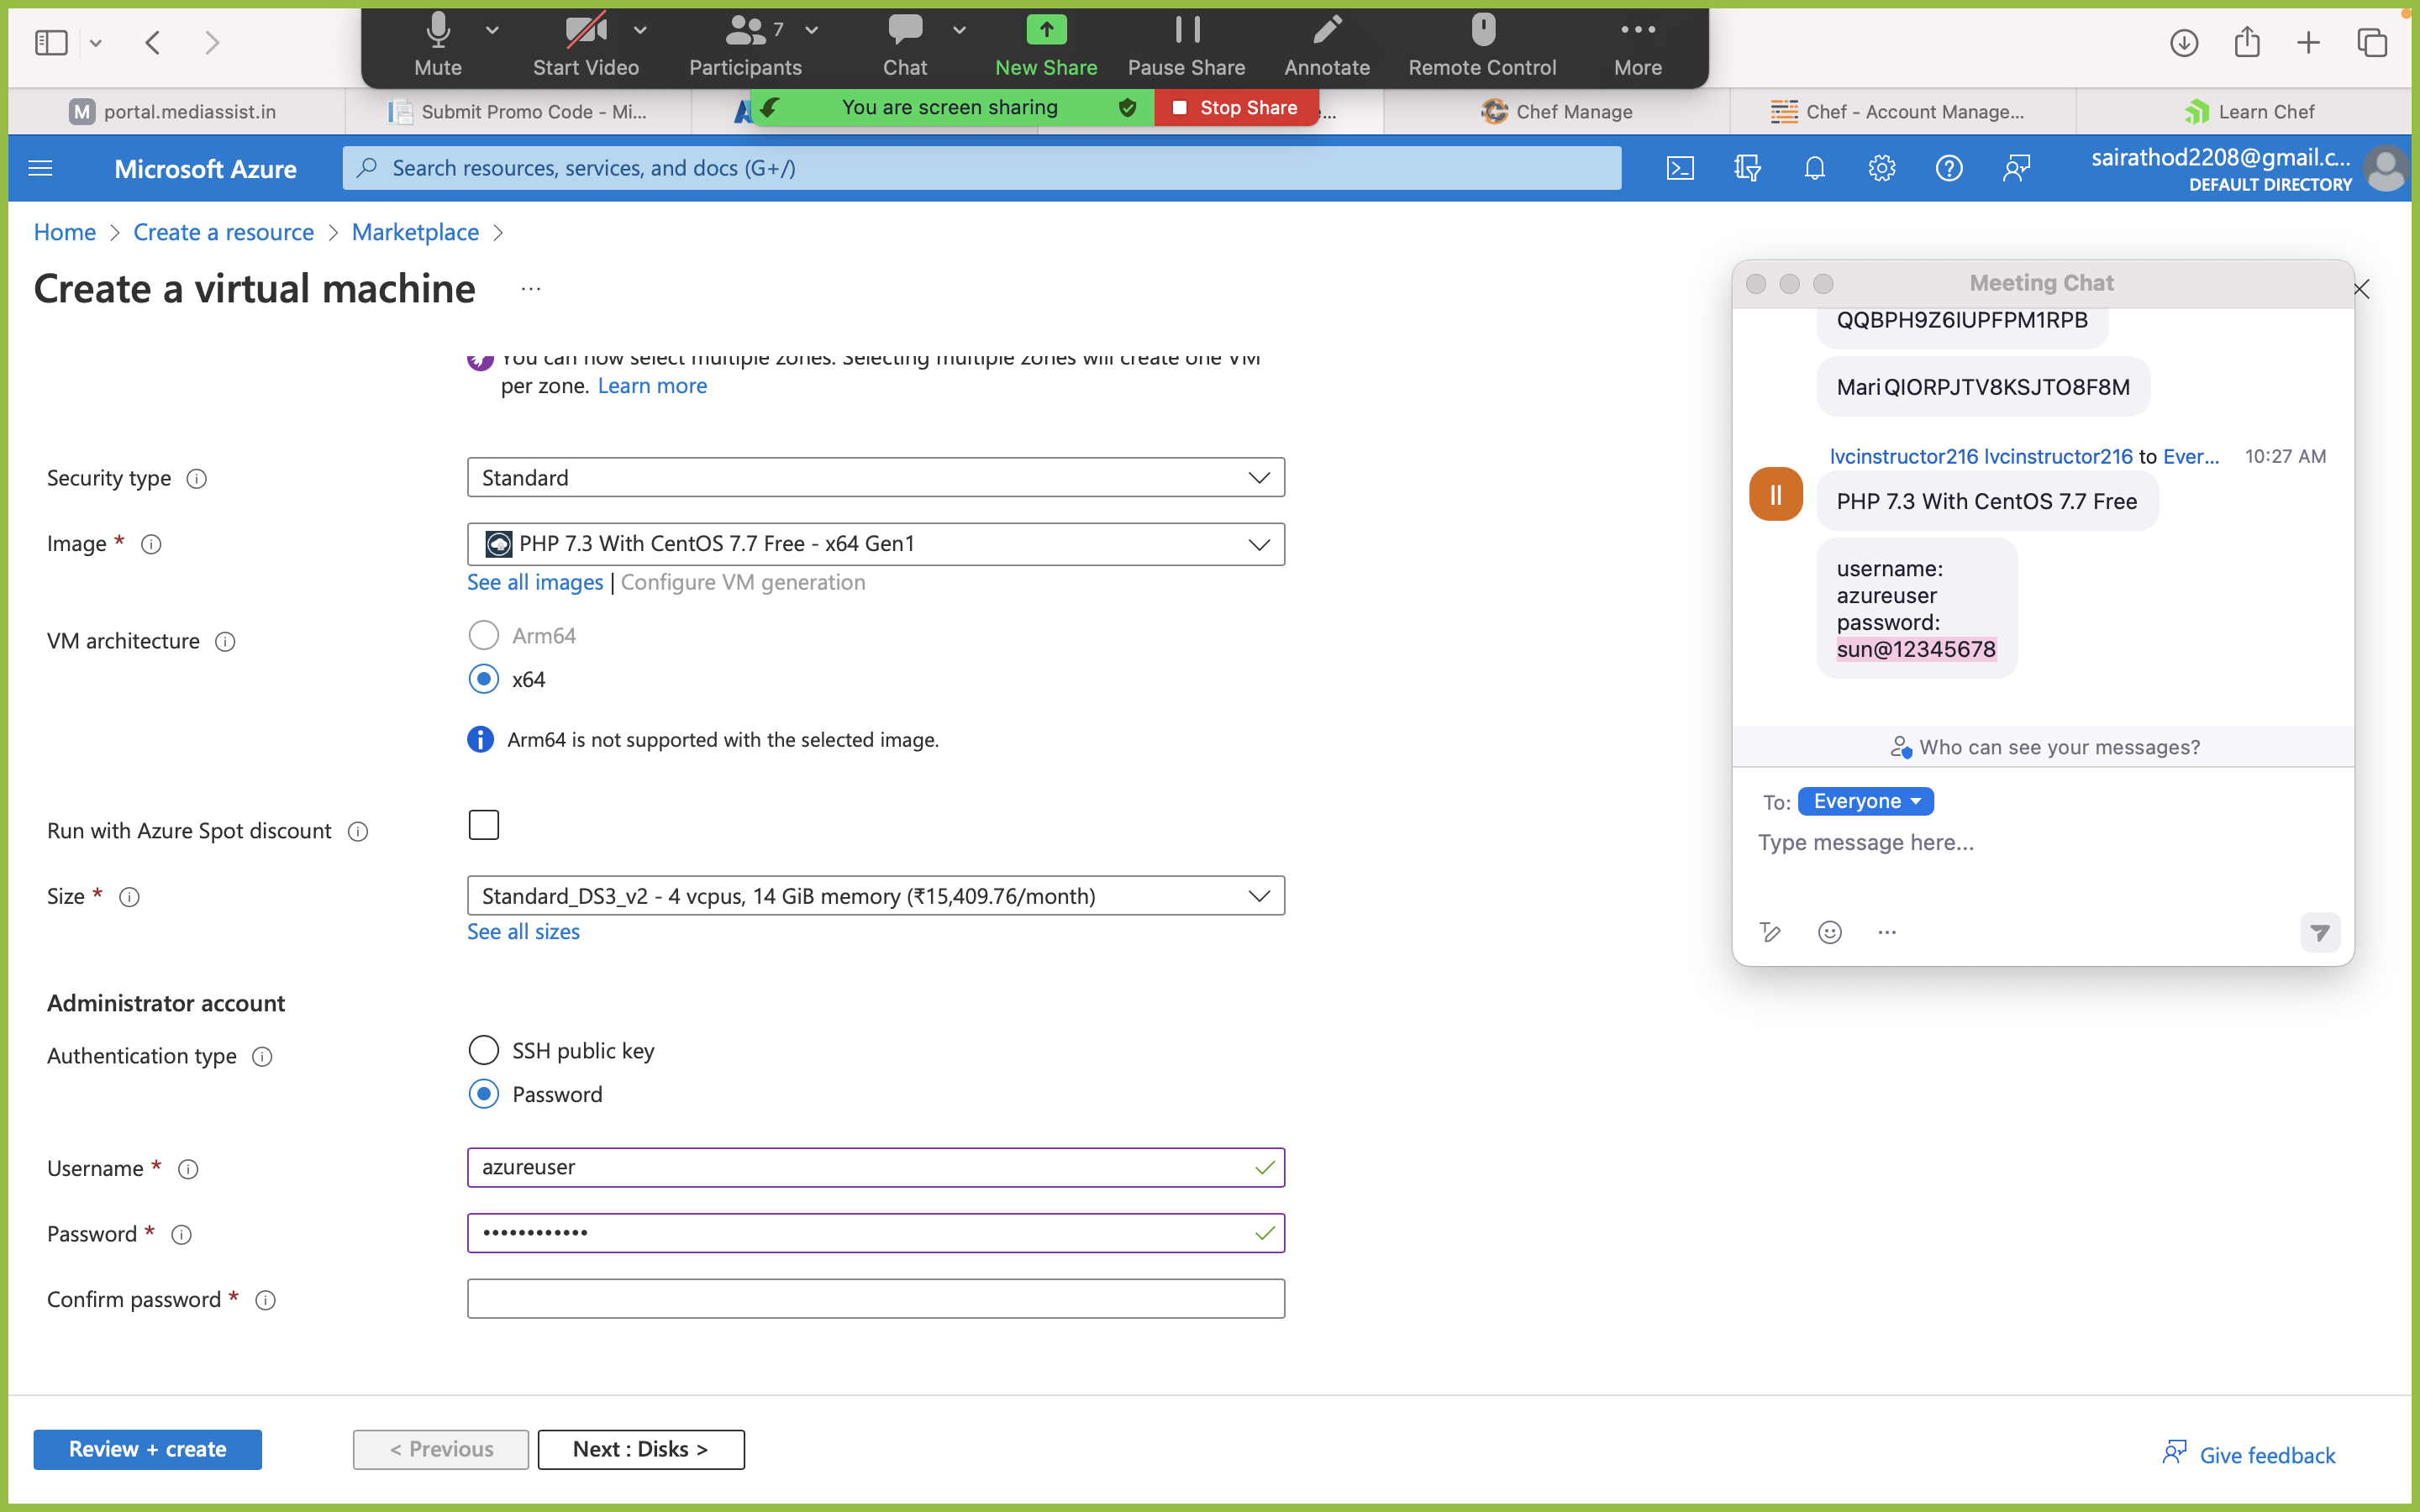 Mute
Start Video
7
Participants
Chat
New Share
Pause Share
Annotate
Remote Control
More
You are screen sharing
Stop Share
M portal.mediassist.in
Submit Promo Code - Mi...
...
Chef Manage
Chef - Account Manage...
Learn Chef
Microsoft Azure
Search resources, services, and docs (G+/)
sairathod2208@gmail.c...
DEFAULT DIRECTORY
Home > Create a resource > Marketplace >
Create a virtual machine ...
You can now select multiple zones. Selecting multiple zones will create one VM
per zone. Learn more
Security type
Standard
Image *
PHP 7.3 With CentOS 7.7 Free - x64 Gen1
See all images | Configure VM generation
VM architecture
Arm64
x64
Arm64 is not supported with the selected image.
Run with Azure Spot discount
Size *
Standard_DS3_v2 - 4 vcpus, 14 GiB memory (₹15,409.76/month)
See all sizes
Administrator account
Authentication type
SSH public key
Password
Username *
azureuser
Password *
••••••••••••
Confirm password *
Review + create
< Previous
Next : Disks >
Give feedback
Meeting Chat
QQBPH9Z6IUPFPM1RPB
MariQIORPJTV8KSJTO8F8M
lvcinstructor216 lvcinstructor216 to Ever... 10:27 AM
PHP 7.3 With CentOS 7.7 Free
username:
azureuser
password:
sun@12345678
Who can see your messages?
To: Everyone
Type message here...